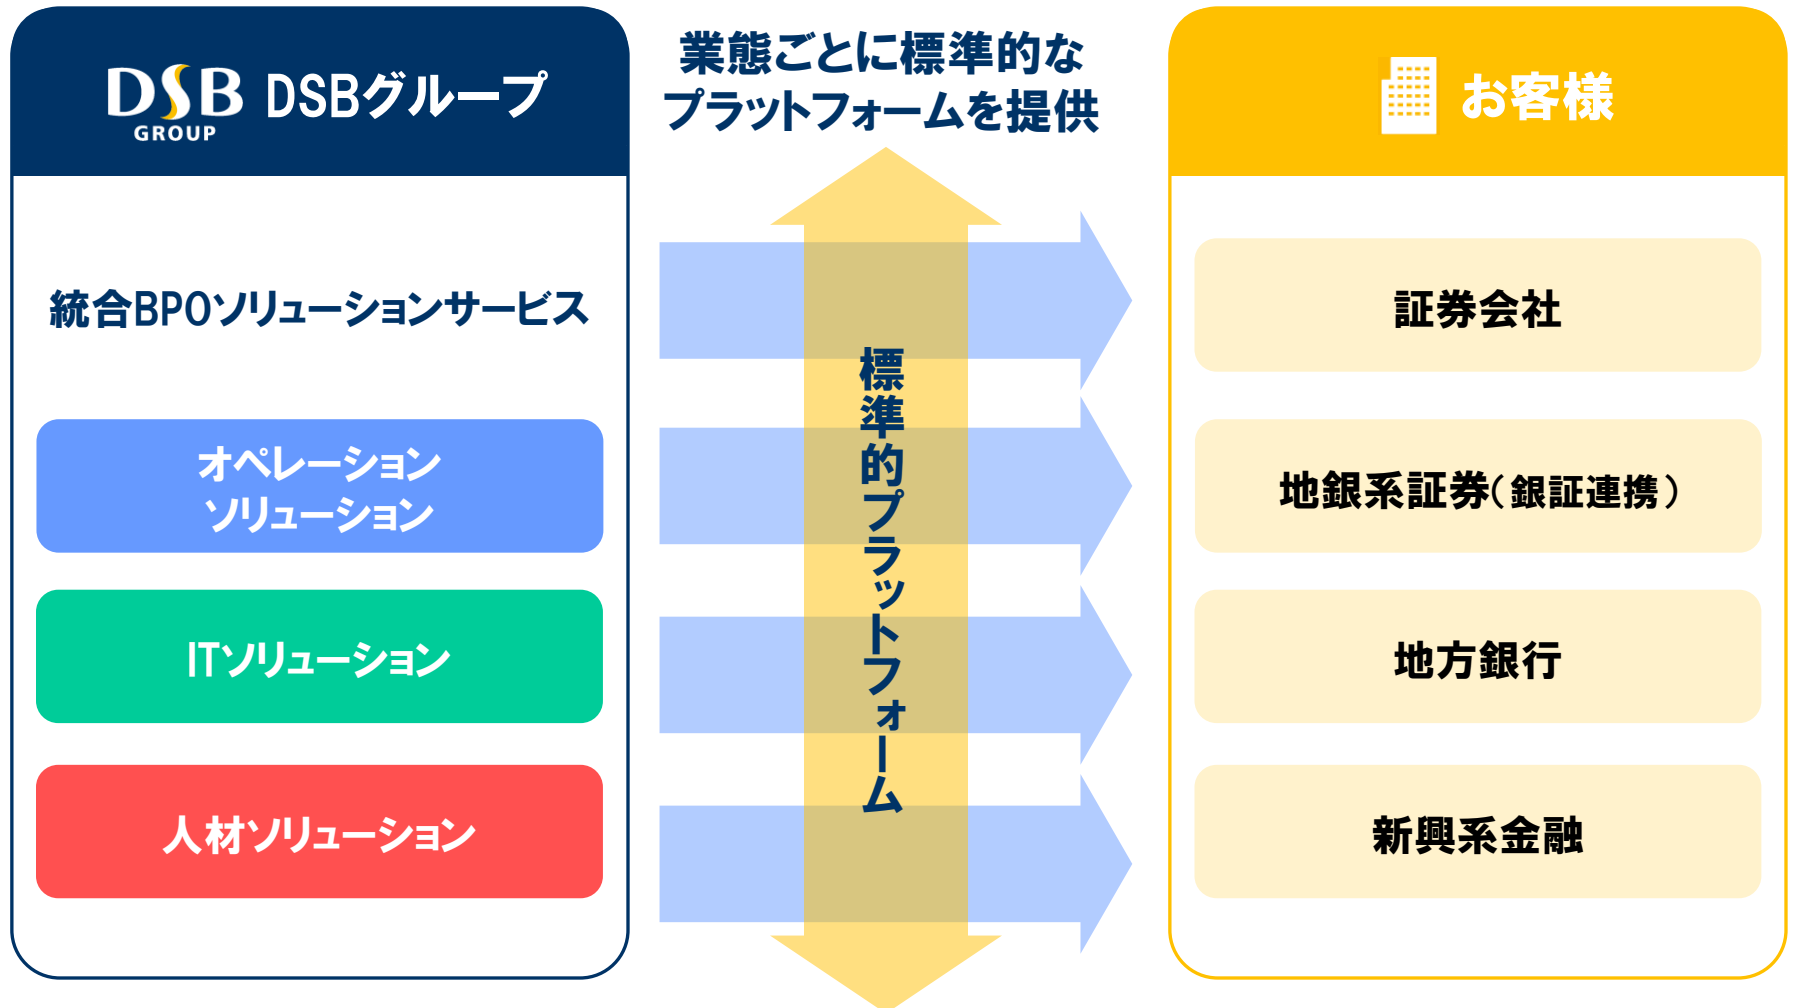 DSB
GROUP
DSBグループ
統合BPOソリューションサービス
オペレーション
ソリューション
ITソリューション
人材ソリューション
業態ごとに標準的な
プラットフォームを提供
標準的プラットフォーム
お客様
証券会社
地銀系証券（銀証連携）
地方銀行
新興系金融